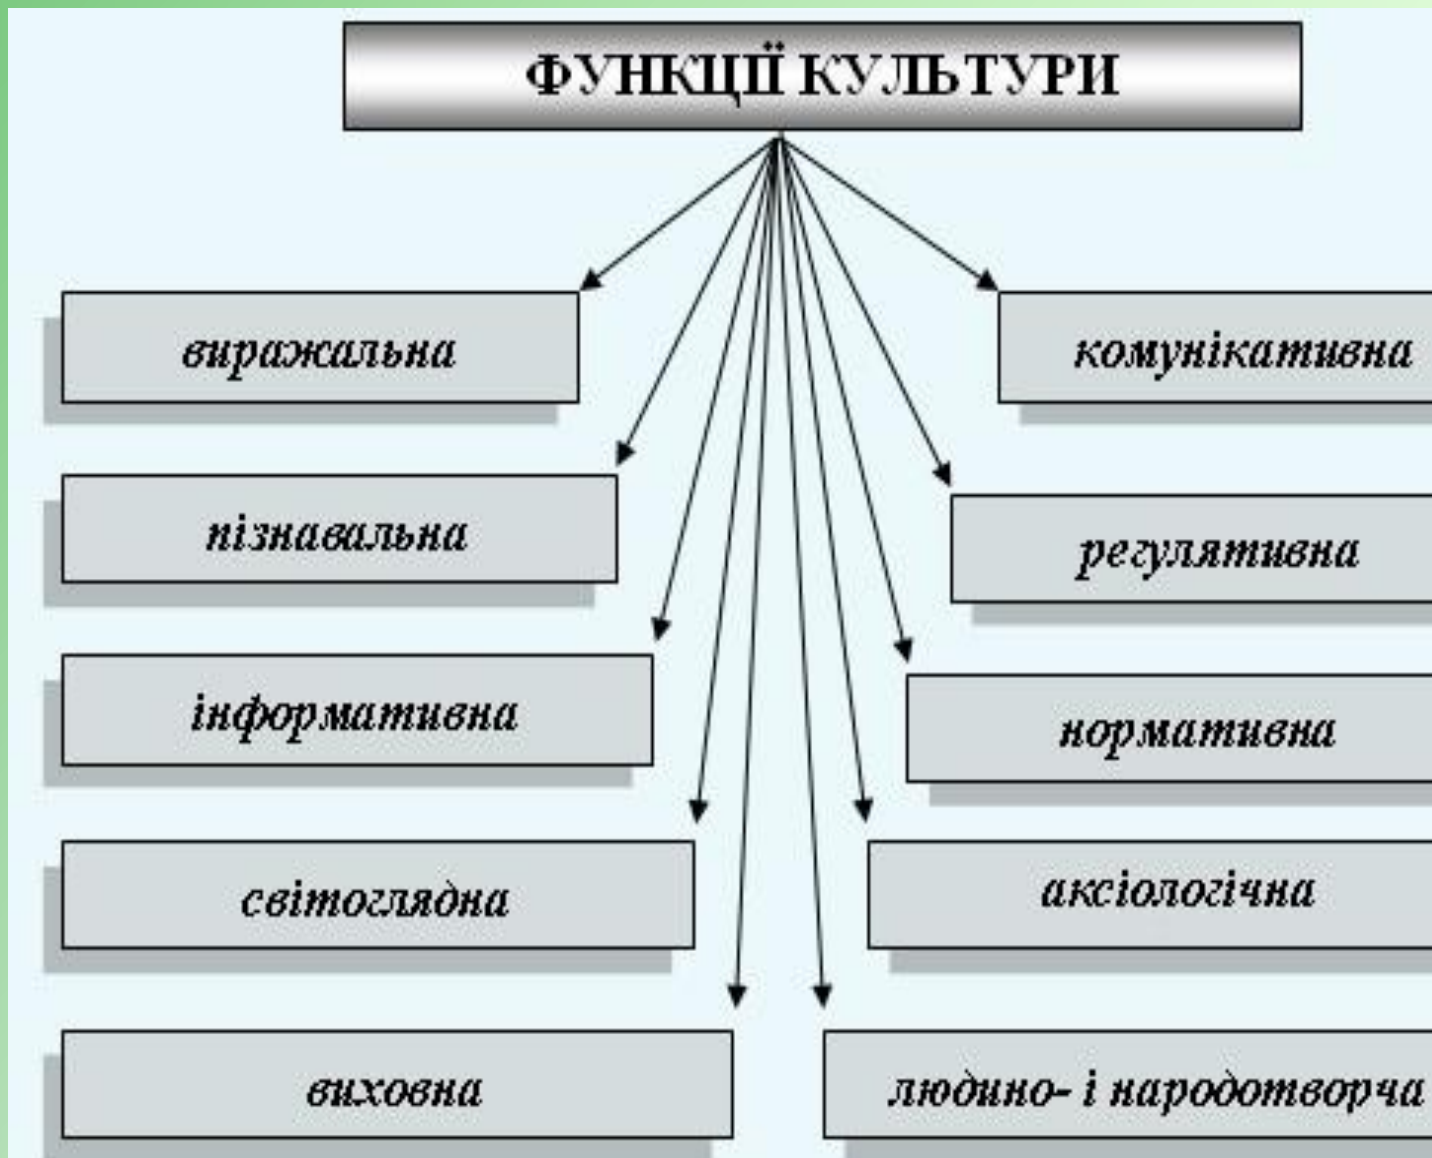 ФУНКЦІЇ КУЛЬТУРИ
виражальна
комунікативна
пізнавальна
регулятивна
інформативна
нормативна
світоглядна
аксіологічна
виховна
людино- і народотворча